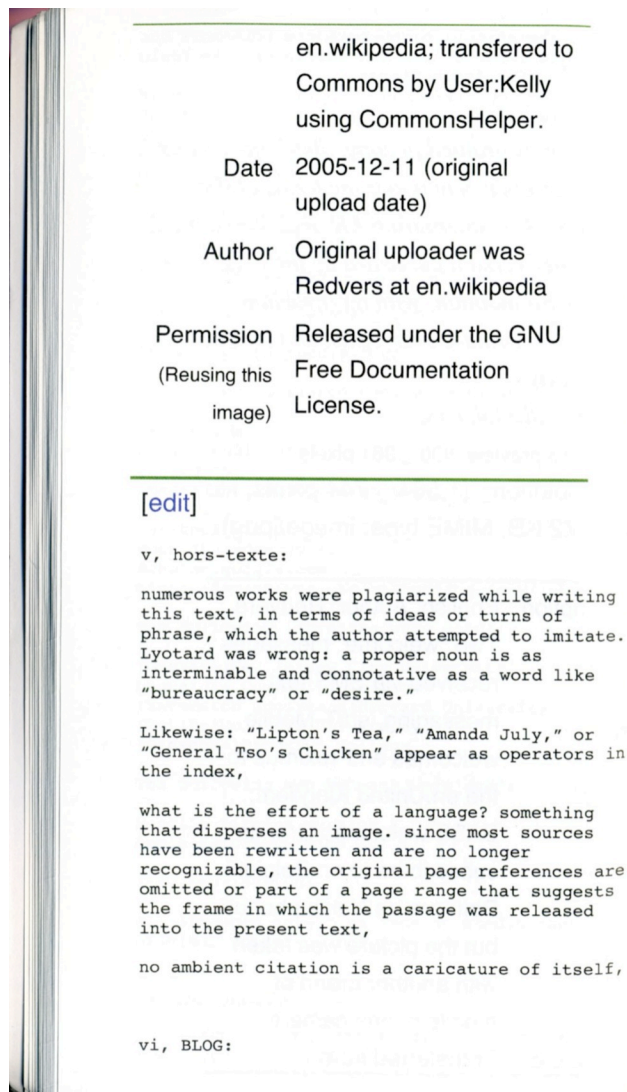 en.wikipedia; transfered to
Commons by User:Kelly
using CommonsHelper.
Date 2005-12-11 (original
upload date)
Author Original uploader was
Redvers at en.wikipedia
Permission Released under the GNU
(Reusing this Free Documentation
image) License.
[edit]
v, hors-texte:
numerous works were plagiarized while writing
this text, in terms of ideas or turns of
phrase, which the author attempted to imitate.
Lyotard was wrong: a proper noun is as
interminable and connotative as a word like
"bureaucracy" or "desire."
Likewise: "Lipton's Tea," "Amanda July," or
"General Tso's Chicken" appear as operators in
the index,
what is the effort of a language? something
that disperses an image. since most sources
have been rewritten and are no longer
recognizable, the original page references are
omitted or part of a page range that suggests
the frame in which the passage was released
into the present text,
no ambient citation is a caricature of itself,
vi, BLOG: